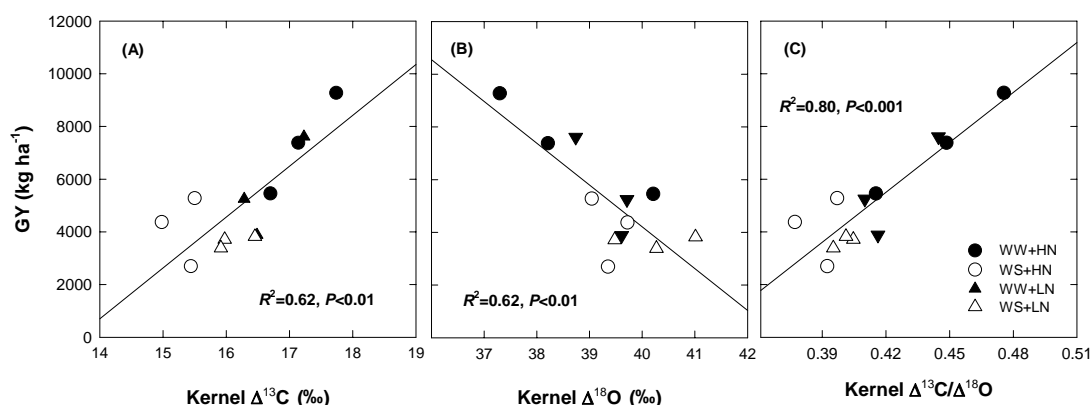 12000
10000
8000
6000
4000
2000
0
GY (kg ha⁻¹)
(A)
R²=0.62, P<0.01
14 15 16 17 18 19
Kernel Δ¹³C (‰)
(B)
R²=0.62, P<0.01
37 38 39 40 41 42
Kernel Δ¹⁸O (‰)
(C)
R²=0.80, P<0.001
WW+HN
WS+HN
WW+LN
WS+LN
0.39 0.42 0.45 0.48 0.51
Kernel Δ¹³C/Δ¹⁸O